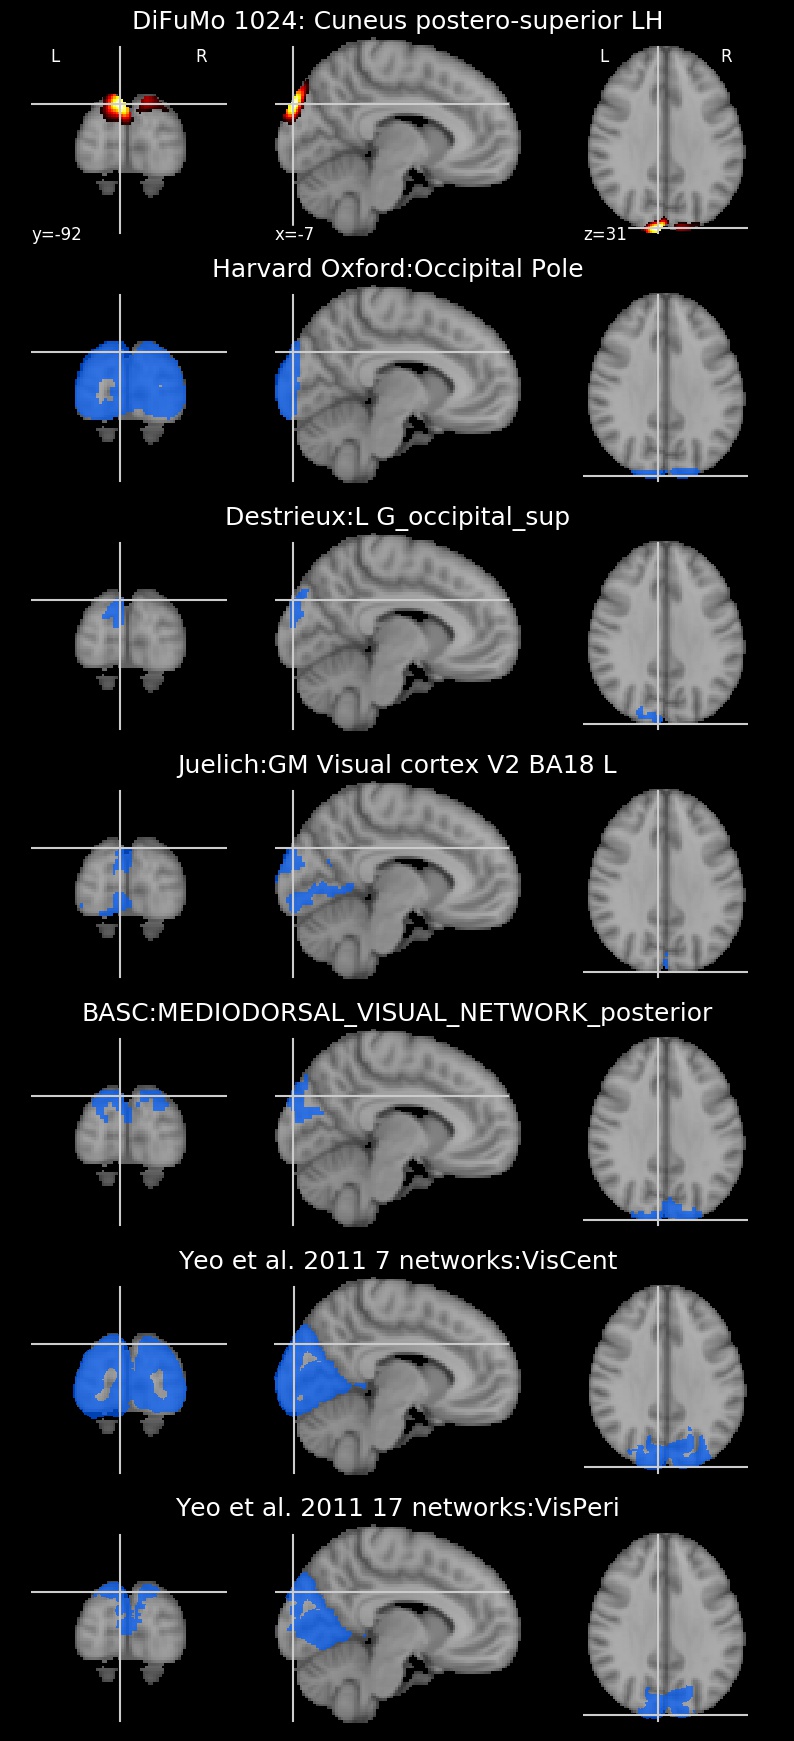 DiFuMo 1024: Cuneus postero-superior LH
L R L R
y=-92 x=-7 z=31
Harvard Oxford:Occipital Pole
Destrieux:L G_occipital_sup
Juelich:GM Visual cortex V2 BA18 L
BASC:MEDIODORSAL_VISUAL_NETWORK_posterior
Yeo et al. 2011 7 networks:VisCent
Yeo et al. 2011 17 networks:VisPeri